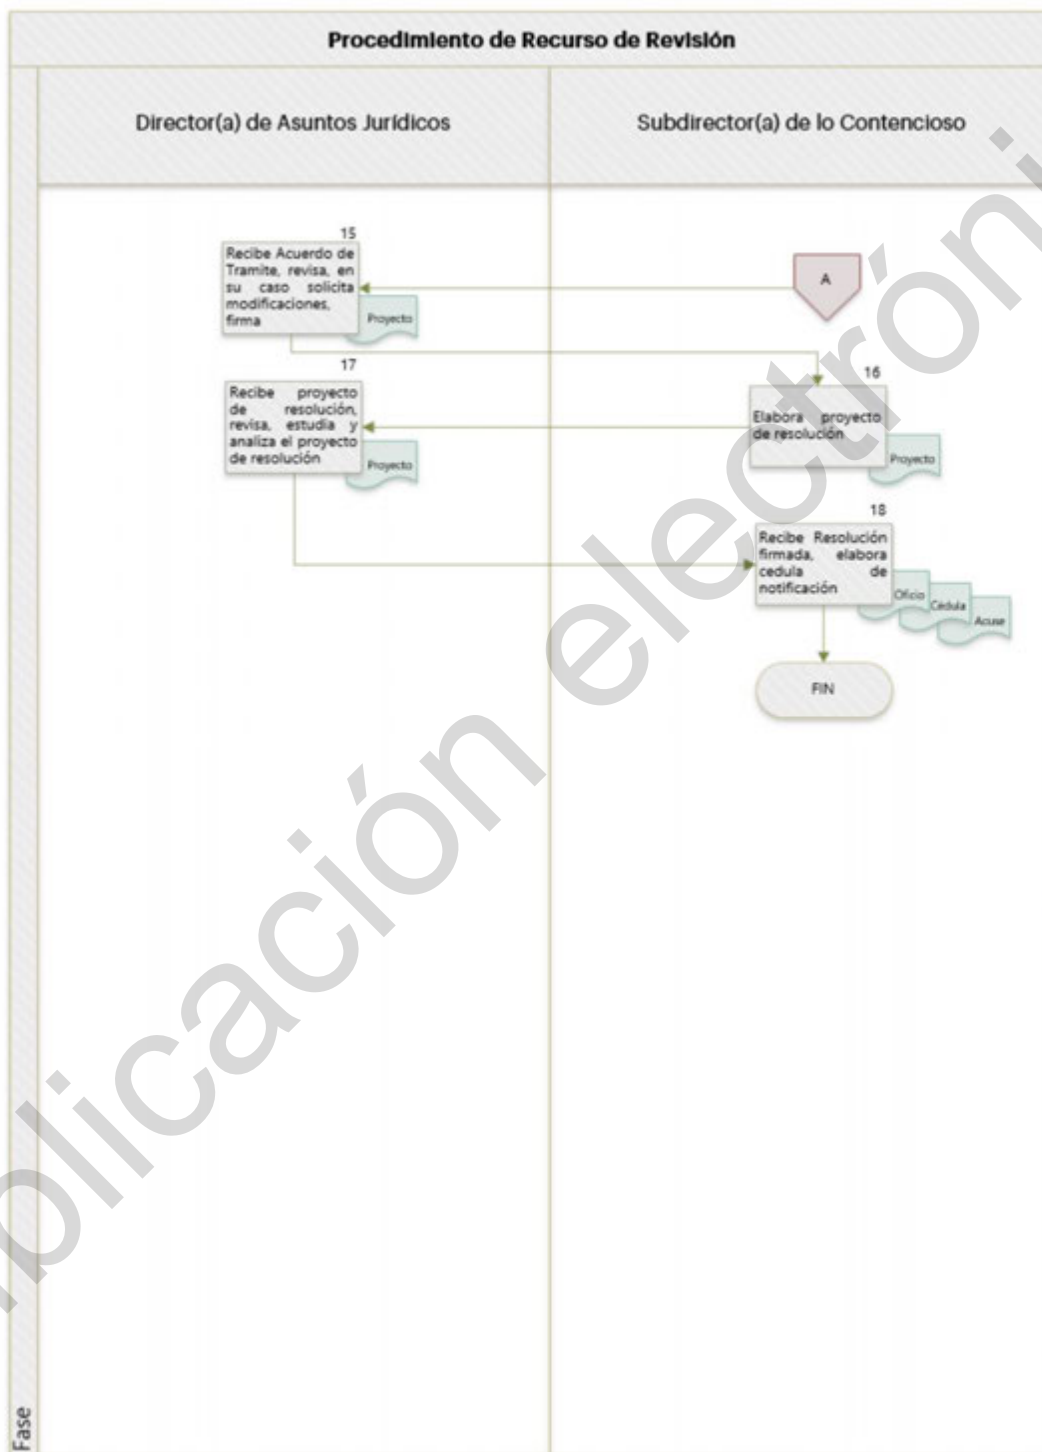 Procedimiento de Recurso de Revisión
Director(a) de Asuntos Jurídicos
Subdirector(a) de lo Contencioso
15
Recibe Acuerdo de
Tramite, revisa, en
su caso solicita
modificaciones,
firma
Proyecto
A
17
Recibe proyecto
de resolución,
revisa, estudia y
analiza el proyecto
de resolución
Proyecto
16
Elabora proyecto
de resolución
Proyecto
18
Recibe Resolución
firmada, elabora
cedula de
notificación
Oficio
Cédula
Acuse
FIN
Fase
plicación electróni